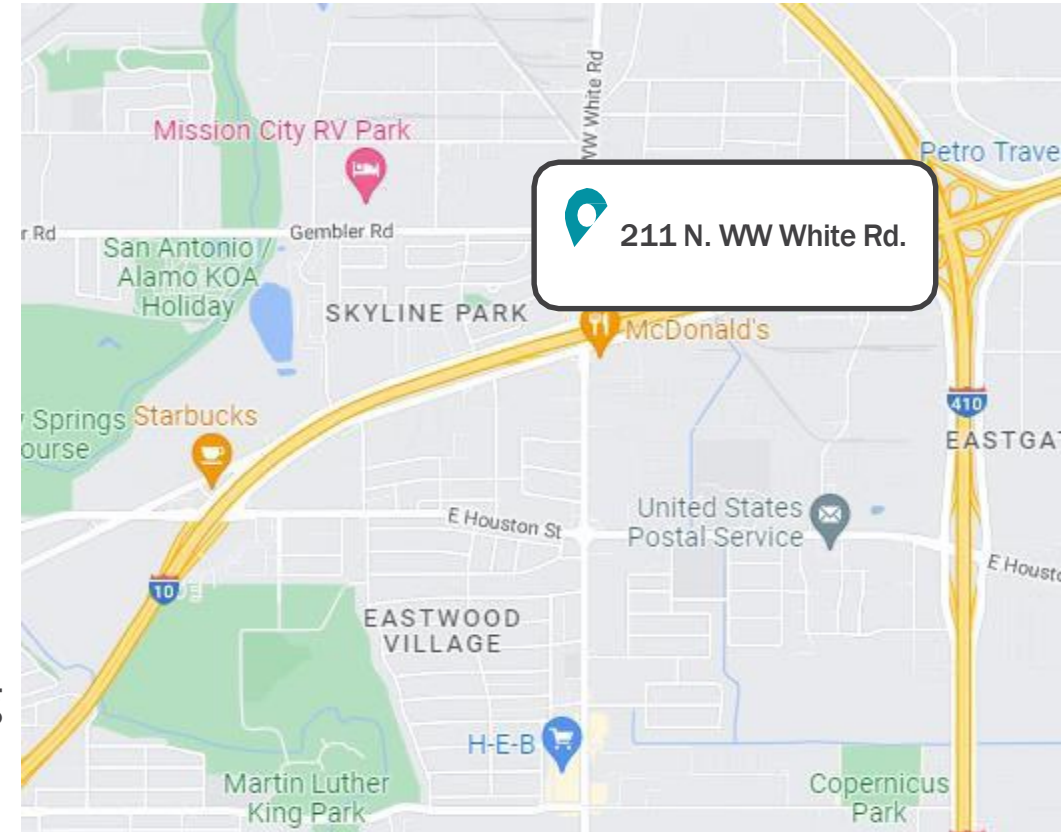 WW White Rd
Mission City RV Park
Petro Trave
211 N. WW White Rd.
r Rd
Gembler Rd
San Antonio /
Alamo KOA
Holiday
SKYLINE PARK
McDonald's
Springs
ourse
Starbucks
410
EASTGAT
United States
Postal Service
E Houston St
E Housto
10
EASTWOOD
VILLAGE
H-E-B
Martin Luther
King Park
Copernicus
Park